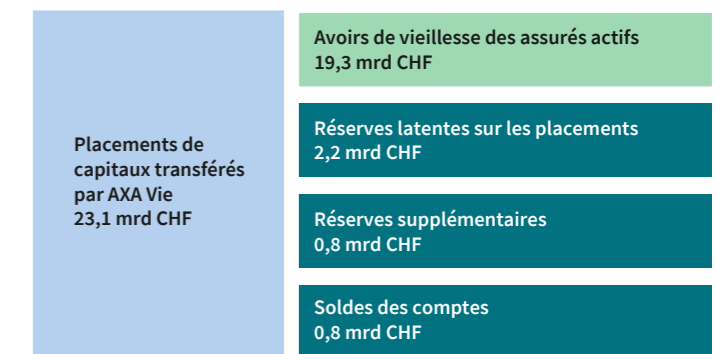 Placements de
capitaux transférés
par AXA Vie
23,1 mrd CHF
Avoirs de vieillesse des assurés actifs
19,3 mrd CHF
Réserves latentes sur les placements
2,2 mrd CHF
Réserves supplémentaires
0,8 mrd CHF
Soldes des comptes
0,8 mrd CHF